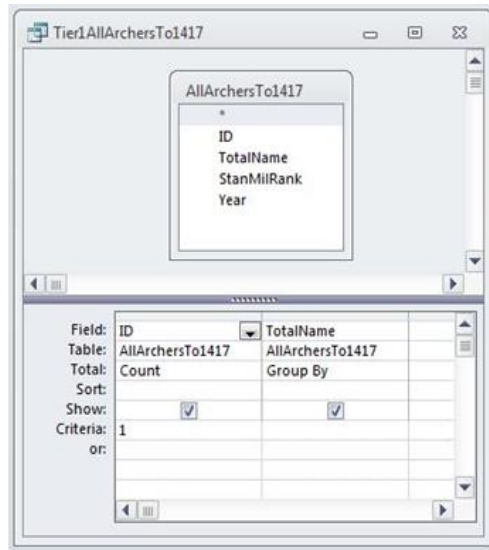 Tier1AllArchersTo1417
AllArchersTo1417
*
ID
TotalName
StanMilRank
Year
Field: ID TotalName
Table: AllArchersTo1417 AllArchersTo1417
Total: Count Group By
Sort:
Show:
Criteria: 1
or: